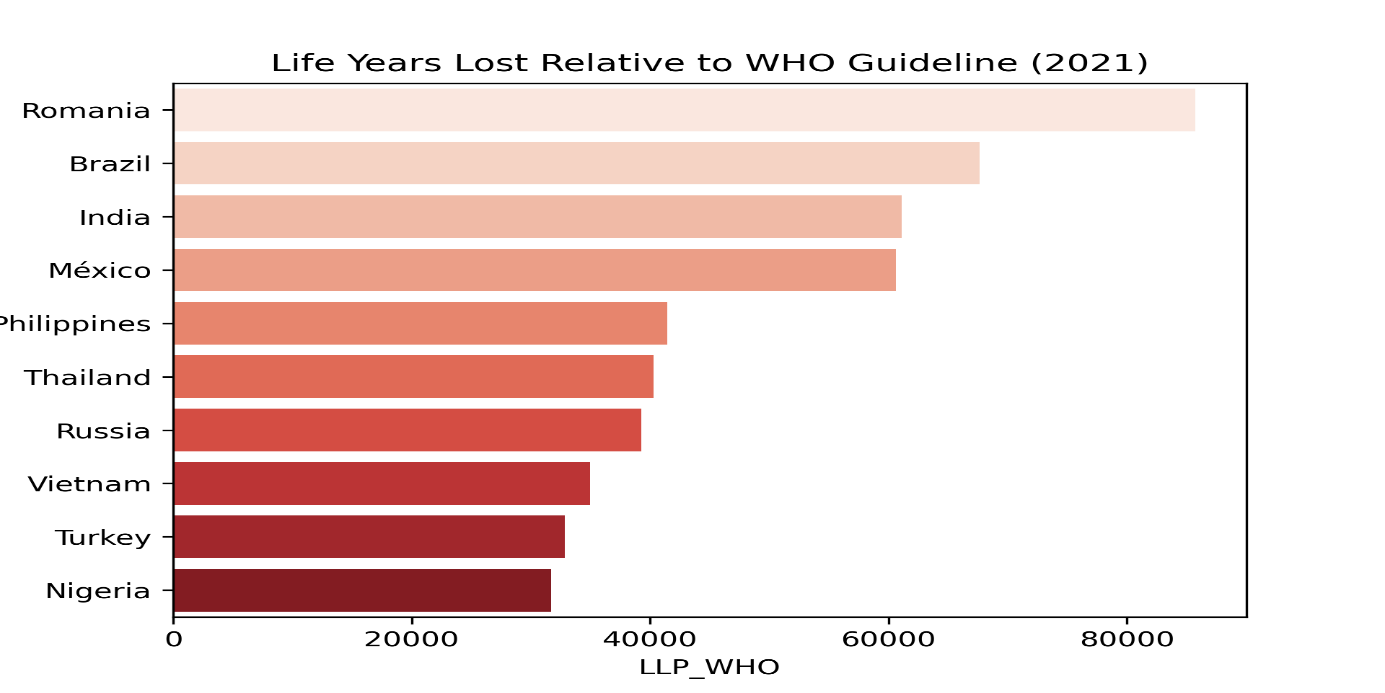 Life Years Lost Relative to WHO Guideline (2021)
Romania
Brazil
India
México
Philippines
Thailand
Russia
Vietnam
Turkey
Nigeria
0 20000 40000 60000 80000
LLP_WHO